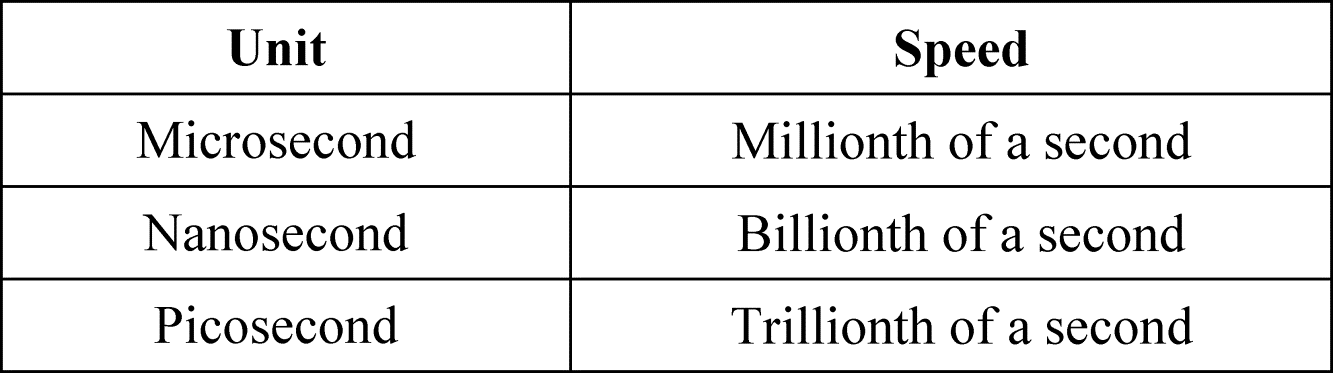 Unit Speed
Microsecond Millionth of a second
Nanosecond Billionth of a second
Picosecond Trillionth of a second